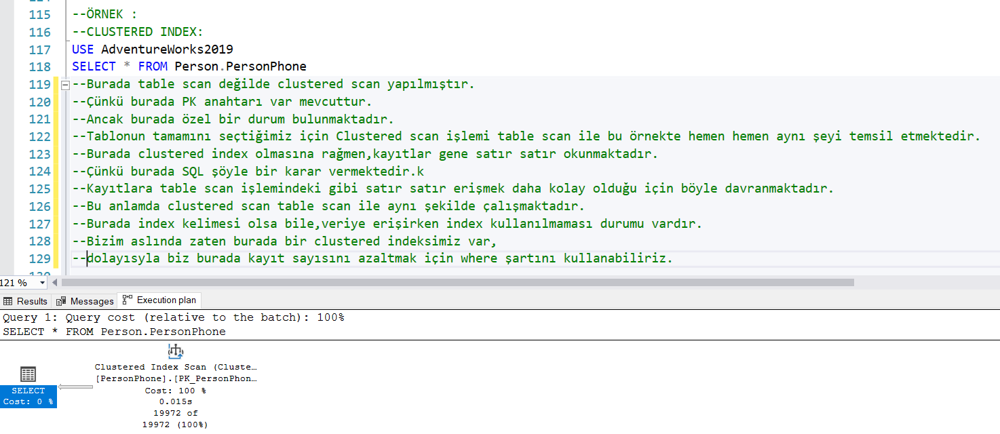 115 --ÖRNEK :
116 --CLUSTERED INDEX:
117 USE AdventureWorks2019
118 SELECT * FROM Person.PersonPhone
119 --Burada table scan değilde clustered scan yapılmıştır.
120 --Çünkü burada PK anahtarı var mevcuttur.
121 --Ancak burada özel bir durum bulunmaktadır.
122 --Tablonun tamamını seçtiğimiz için Clustered scan işlemi table scan ile bu örnekte hemen hemen aynı şeyi temsil etmektedir.
123 --Burada clustered index olmasına rağmen,kayıtlar gene satır satır okunmaktadır.
124 --Çünkü burada SQL şöyle bir karar vermektedir.k
125 --Kayıtlara table scan işlemindeki gibi satır satır erişmek daha kolay olduğu için böyle davranmaktadır.
126 --Bu anlamda clustered scan table scan ile aynı şekilde çalışmaktadır.
127 --Burada index kelimesi olsa bile,veriye erişirken index kullanılmaması durumu vardır.
128 --Bizim aslında zaten burada bir clustered indeksimiz var,
129 --dolayısyla biz burada kayıt sayısını azaltmak için where şartını kullanabiliriz.
121 %
Results Messages Execution plan
Query 1: Query cost (relative to the batch): 100%
SELECT * FROM Person.PersonPhone
Clustered Index Scan (Cluste…
[PersonPhone].[PK_PersonPhon…
Cost: 100 %
0.015s
19972 of
19972 (100%)
SELECT
Cost: 0 %